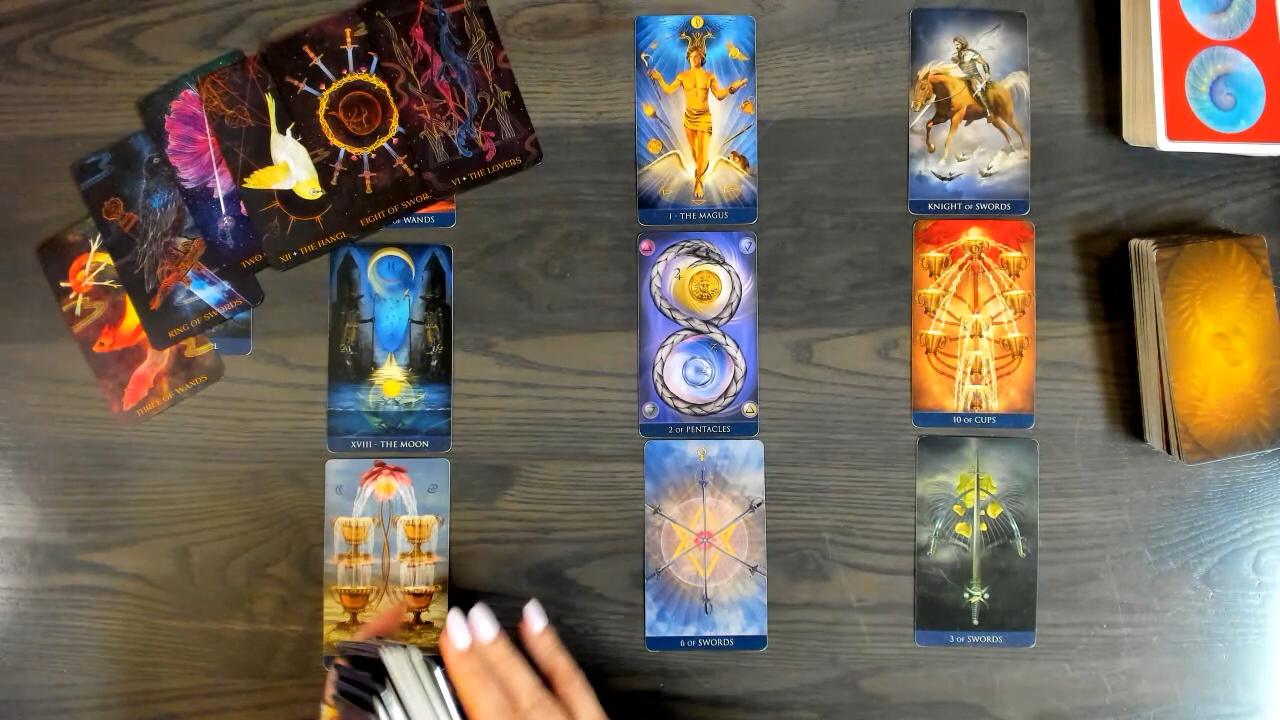 VI ✦ THE LOVERS
EIGHT OF SWOR
XII ✦ THE HANG
TWO
KING OF SWORDS
THREE OF WANDS
OF WANDS
I - THE MAGUS
KNIGHT OF SWORDS
XVIII - THE MOON
2 OF PENTACLES
10 OF CUPS
6 OF SWORDS
3 OF SWORDS